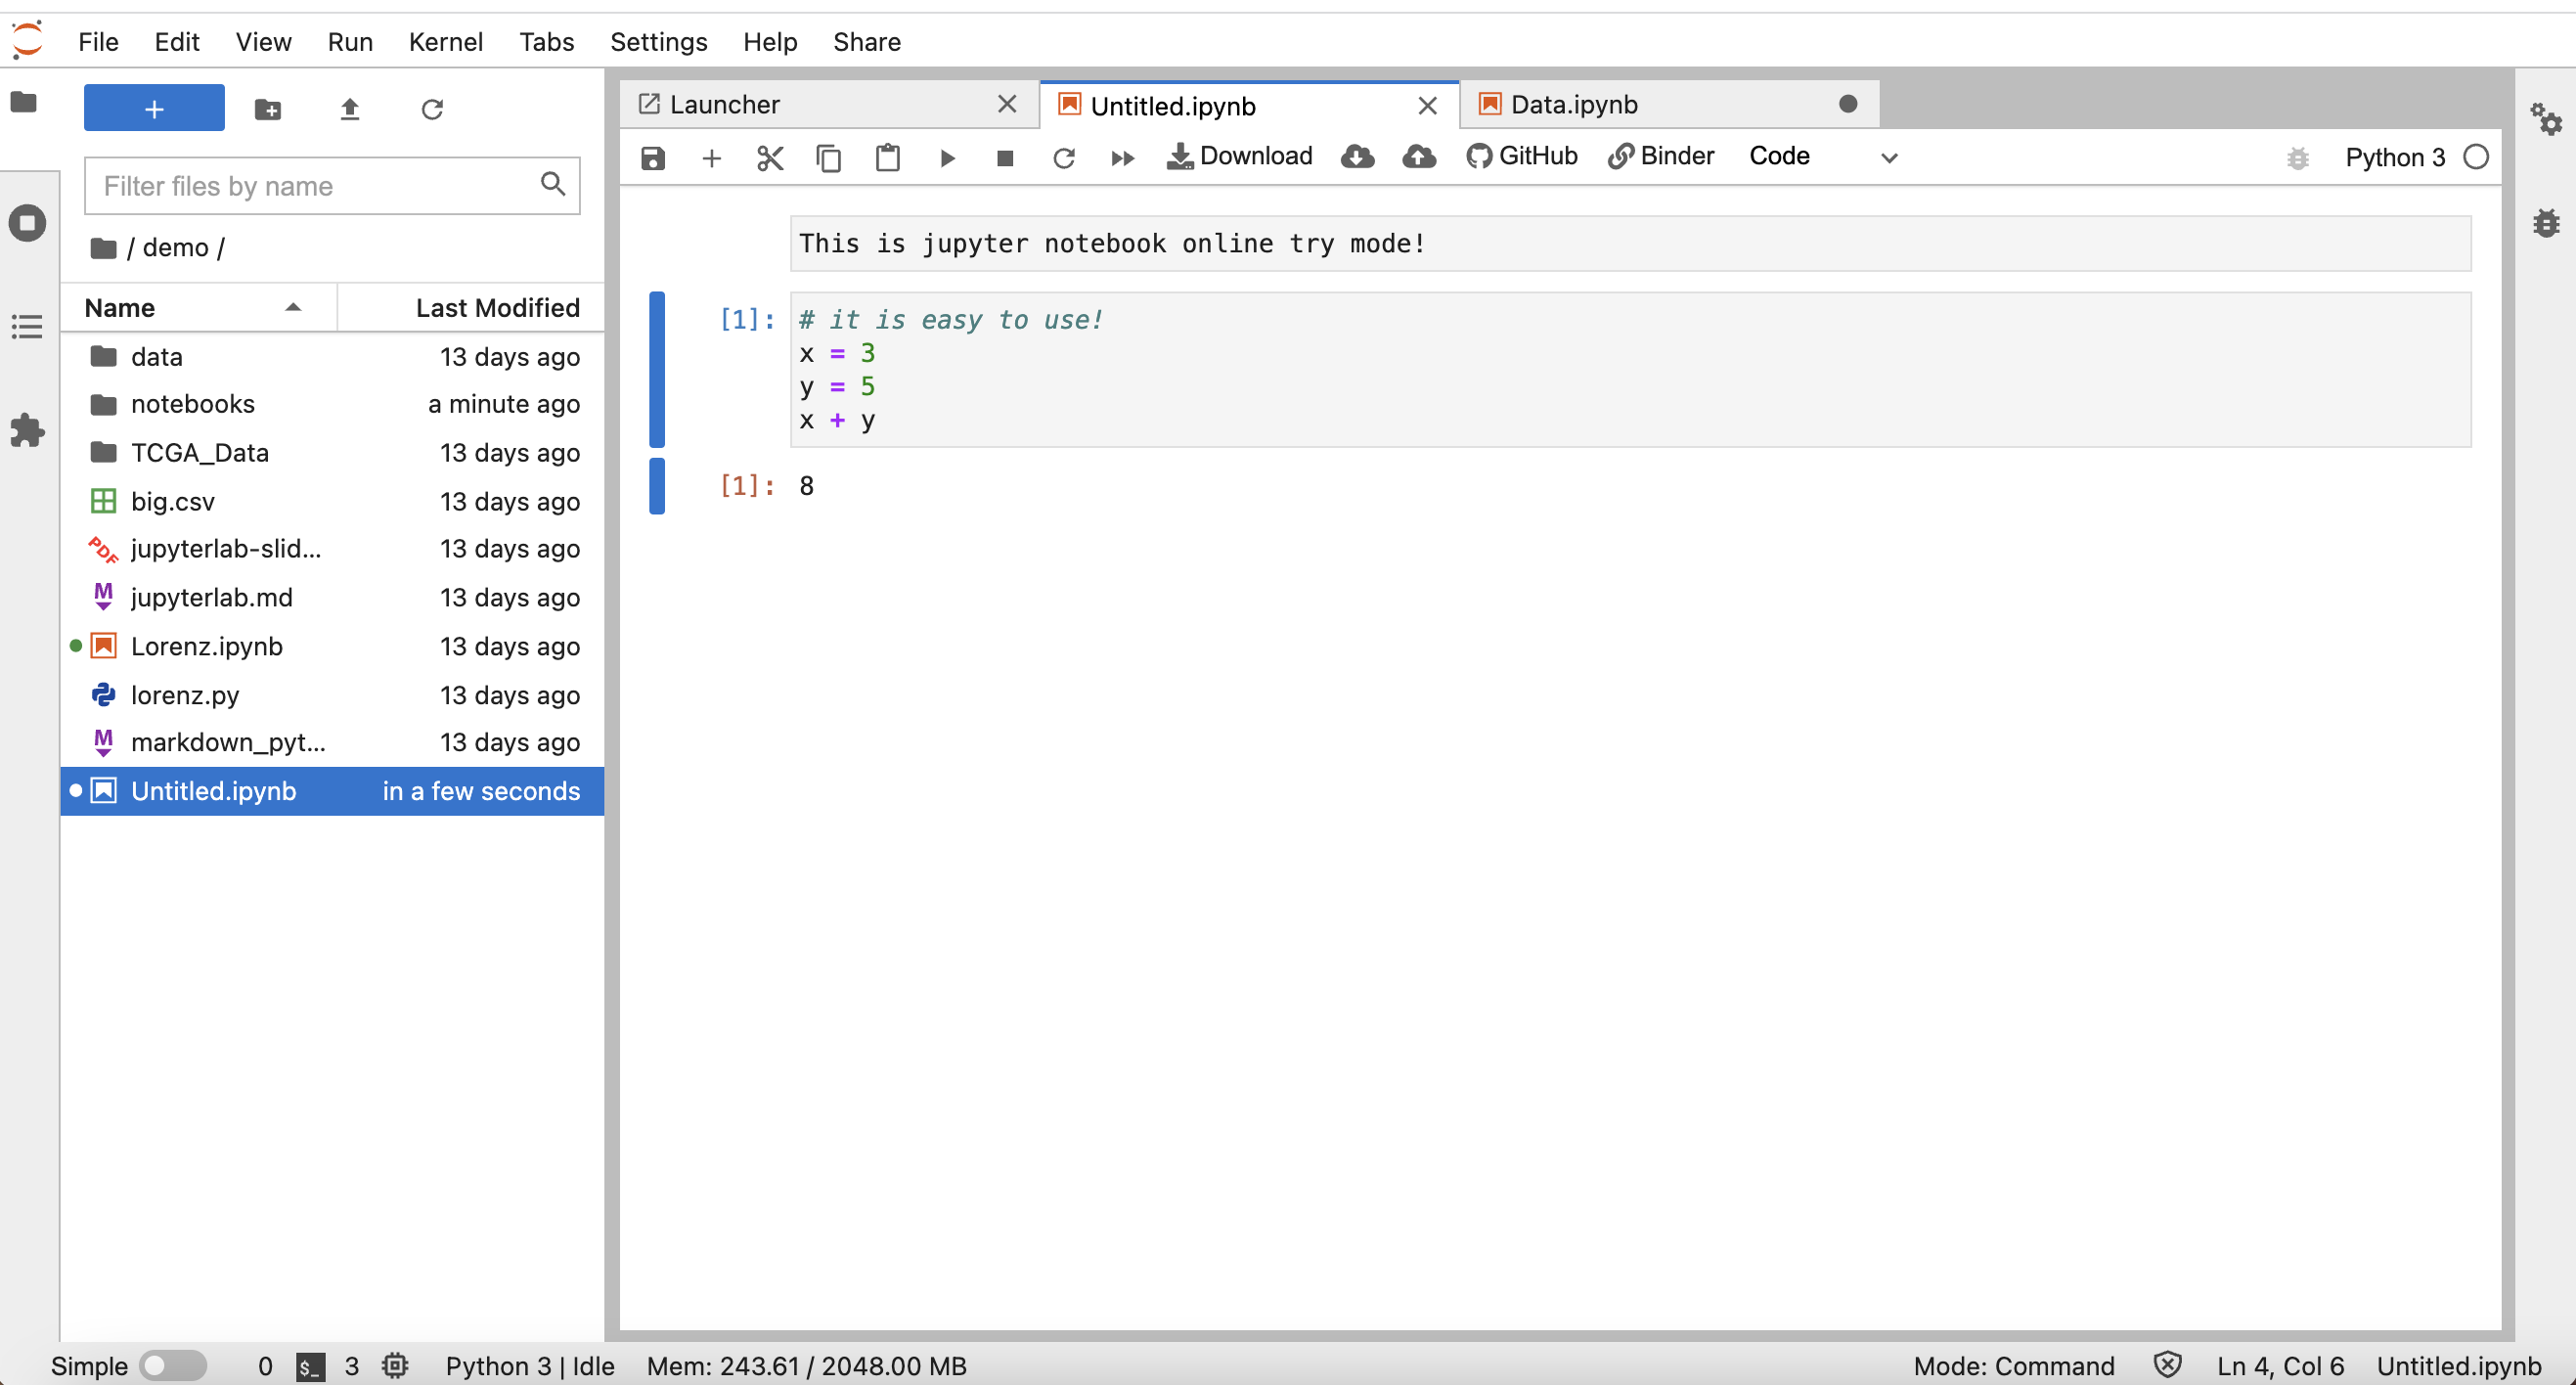 File Edit View Run Kernel Tabs Settings Help Share
+
Filter files by name
/ demo /
Name Last Modified
data 13 days ago
notebooks a minute ago
TCGA_Data 13 days ago
big.csv 13 days ago
PDF jupyterlab-slid... 13 days ago
M jupyterlab.md 13 days ago
Lorenz.ipynb 13 days ago
lorenz.py 13 days ago
M markdown_pyt... 13 days ago
Untitled.ipynb in a few seconds
Launcher Untitled.ipynb Data.ipynb
Download GitHub Binder Code Python 3
This is jupyter notebook online try mode!
[1]: # it is easy to use!
x = 3
y = 5
x + y
[1]: 8
Simple 0 $_ 3 Python 3 | Idle Mem: 243.61 / 2048.00 MB Mode: Command Ln 4, Col 6 Untitled.ipynb